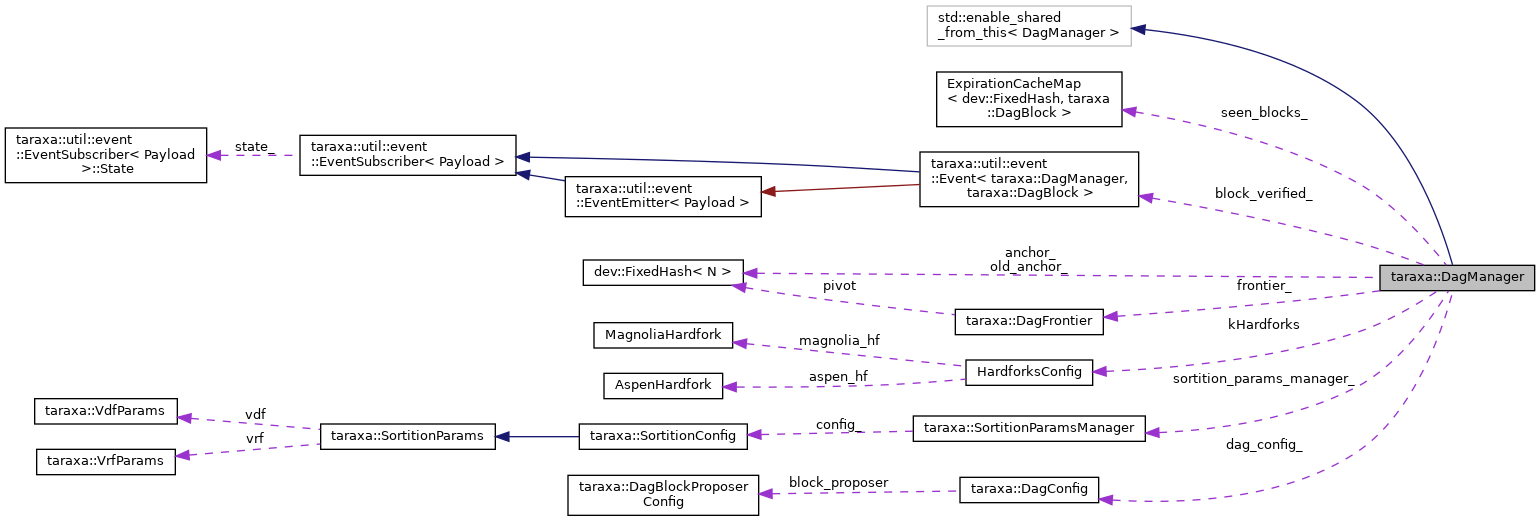 std::enable_shared
_from_this< DagManager >
ExpirationCacheMap
< dev::FixedHash, taraxa
::DagBlock >
seen_blocks_
taraxa::util::event
::EventSubscriber< Payload
>::State
state_
taraxa::util::event
::EventSubscriber< Payload >
taraxa::util::event
::EventEmitter< Payload >
taraxa::util::event
::Event< taraxa::DagManager,
taraxa::DagBlock >
block_verified_
anchor_
old_anchor_
dev::FixedHash< N >
taraxa::DagManager
pivot
frontier_
taraxa::DagFrontier
kHardforks
MagnoliaHardfork
magnolia_hf
HardforksConfig
AspenHardfork
aspen_hf
sortition_params_manager_
taraxa::VdfParams
vdf
taraxa::SortitionParams
taraxa::SortitionConfig
config_
taraxa::SortitionParamsManager
vrf
taraxa::VrfParams
dag_config_
taraxa::DagBlockProposer
Config
block_proposer
taraxa::DagConfig